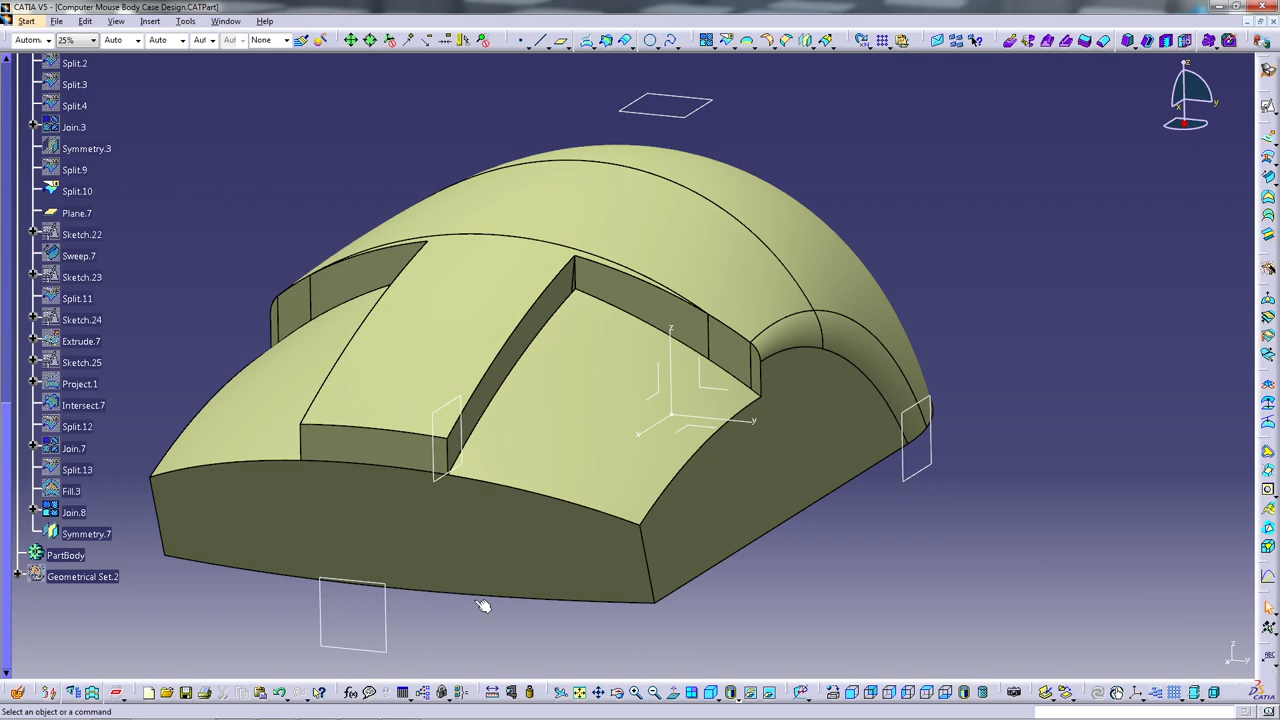 CATIA V5 - [Computer Mouse Body Case Design.CATPart]
Start File Edit View Insert Tools Window Help
Autom 25% Auto Auto Aut Aut None
Split.2
Split.3
Split.4
Join.3
Symmetry.3
Split.9
Split.10
Plane.7
Sketch.22
Sweep.7
Sketch.23
Split.11
Sketch.24
Extrude.7
Sketch.25
Project.1
Intersect.7
Split.12
Join.7
Split.13
Fill.3
Join.8
Symmetry.7
PartBody
Geometrical Set.2
z
y
x
z
y
x
z
x y
ABC
f(x)
CATIA
Select an object or a command